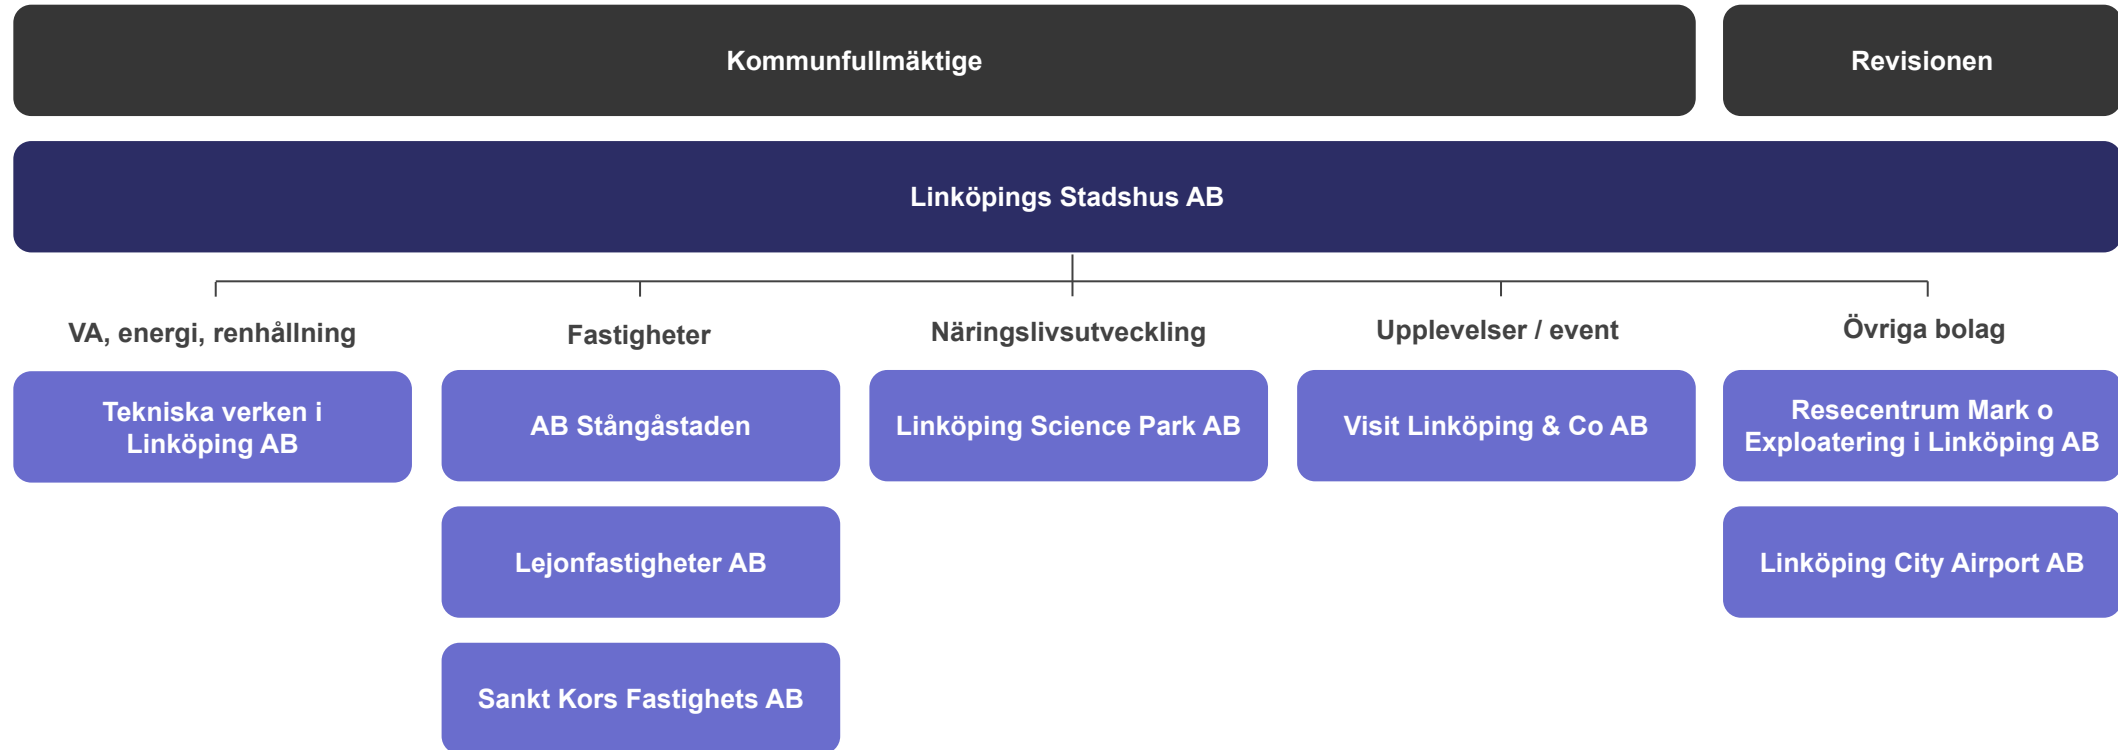 Kommunfullmäktige
Revisionen
Linköpings Stadshus AB
VA, energi, renhållning
Fastigheter
Näringslivsutveckling
Upplevelser / event
Övriga bolag
Tekniska verken i
Linköping AB
AB Stångåstaden
Linköping Science Park AB
Visit Linköping & Co AB
Resecentrum Mark o
Exploatering i Linköping AB
Lejonfastigheter AB
Linköping City Airport AB
Sankt Kors Fastighets AB